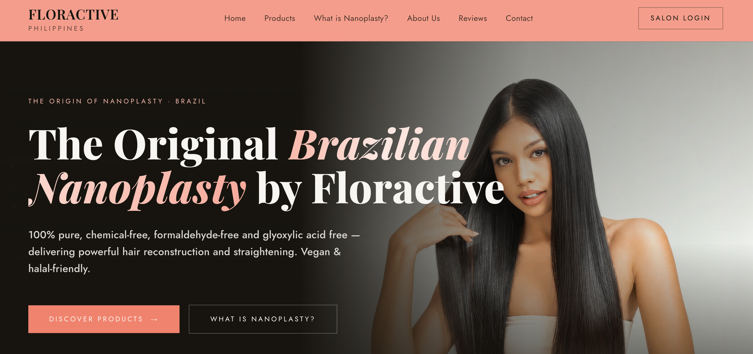 FLORACTIVE
PHILIPPINES
Home Products What is Nanoplasty? About Us Reviews Contact
SALON LOGIN
THE ORIGIN OF NANOPLASTY · BRAZIL
The Original Brazilian
Nanoplasty by Floractive
100% pure, chemical-free, formaldehyde-free and glyoxylic acid free —
delivering powerful hair reconstruction and straightening. Vegan &
halal-friendly.
DISCOVER PRODUCTS →
WHAT IS NANOPLASTY?